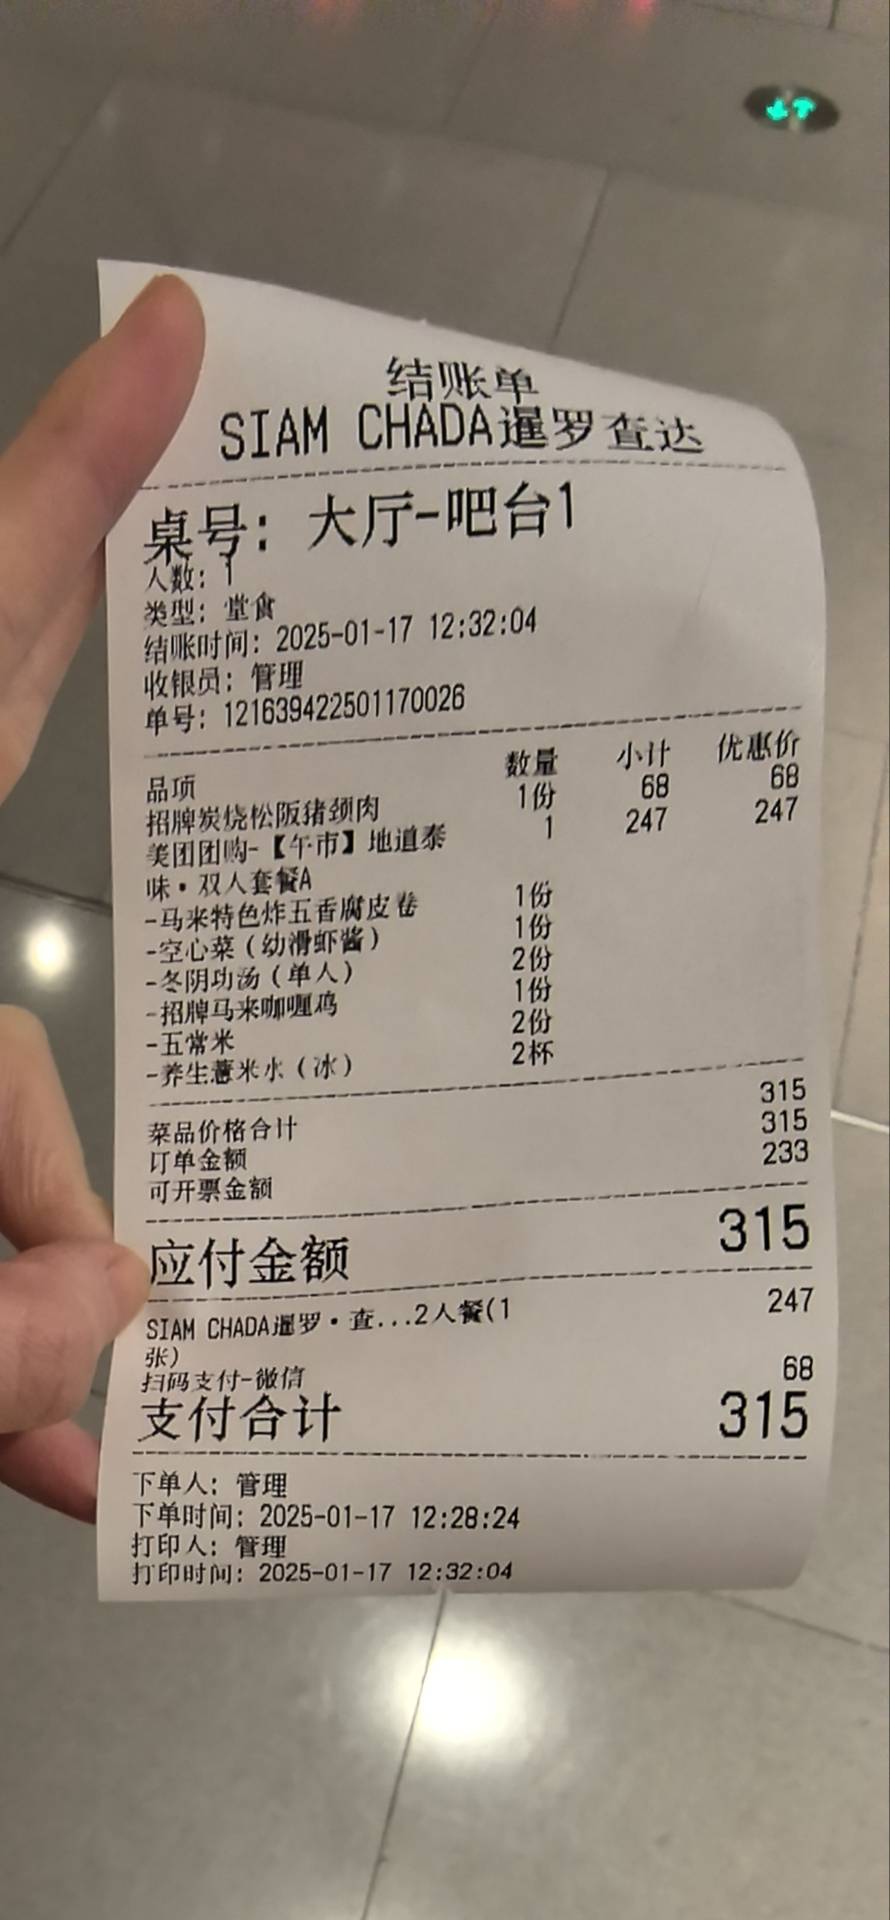 结账单
SIAM CHADA暹罗查达
桌号: 大厅-吧台1
人数: 1
类型: 堂食
结账时间: 2025-01-17 12:32:04
收银员: 管理
单号: 121639422501170026
品项 数量 小计 优惠价
招牌炭烧松阪猪颈肉 1份 68 68
美团团购-【午市】地道泰 1 247 247
味·双人套餐A
-马来特色炸五香腐皮卷 1份
-空心菜(幼滑虾酱) 1份
-冬阴功汤(单人) 2份
-招牌马来咖喱鸡 1份
-五常米 2份
-养生薏米水(冰) 2杯
菜品价格合计 315
订单金额 315
可开票金额 233
应付金额 315
SIAM CHADA暹罗·查...2人餐(1 247
张)
扫码支付-微信 68
支付合计 315
下单人: 管理
下单时间: 2025-01-17 12:28:24
打印人: 管理
打印时间: 2025-01-17 12:32:04